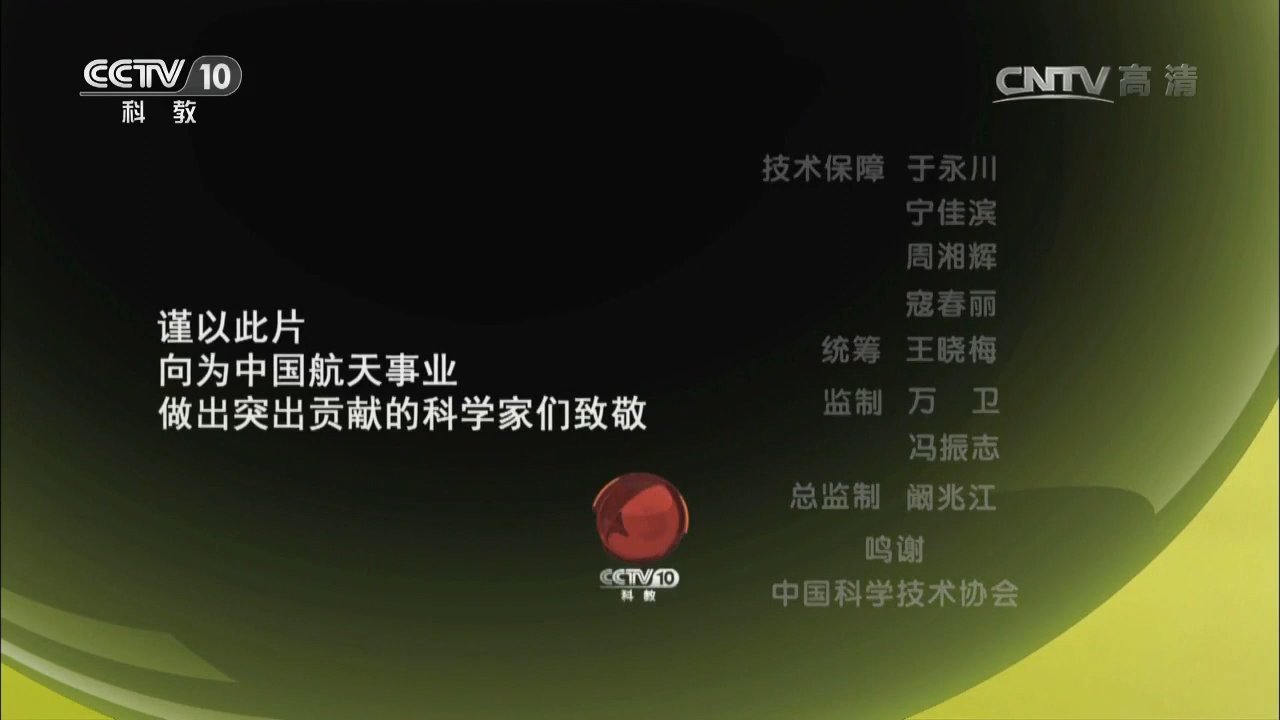 CCTV 10
科教
CNTV 高清
谨以此片
向为中国航天事业
做出突出贡献的科学家们致敬
CCTV 10
科教
技术保障 于永川
宁佳滨
周湘辉
寇春丽
统筹 王晓梅
监制 万 卫
冯振志
总监制 阚兆江
鸣谢
中国科学技术协会